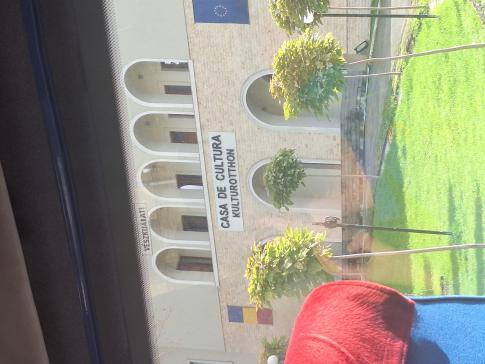 VÉSZKIJÁRAT!
CASA DE CULTURA
KULTUROTTHON